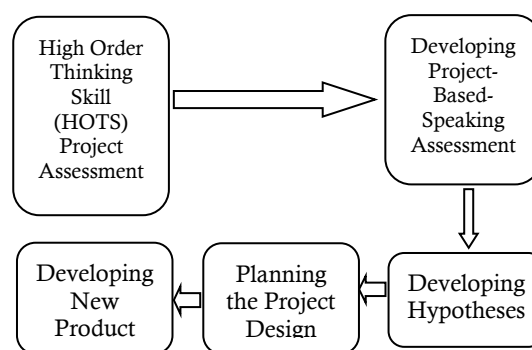 High Order
Thinking
Skill
(HOTS)
Project
Assessment
Developing
Project-
Based-
Speaking
Assessment
Developing
Hypotheses
Planning
the Project
Design
Developing
New
Product